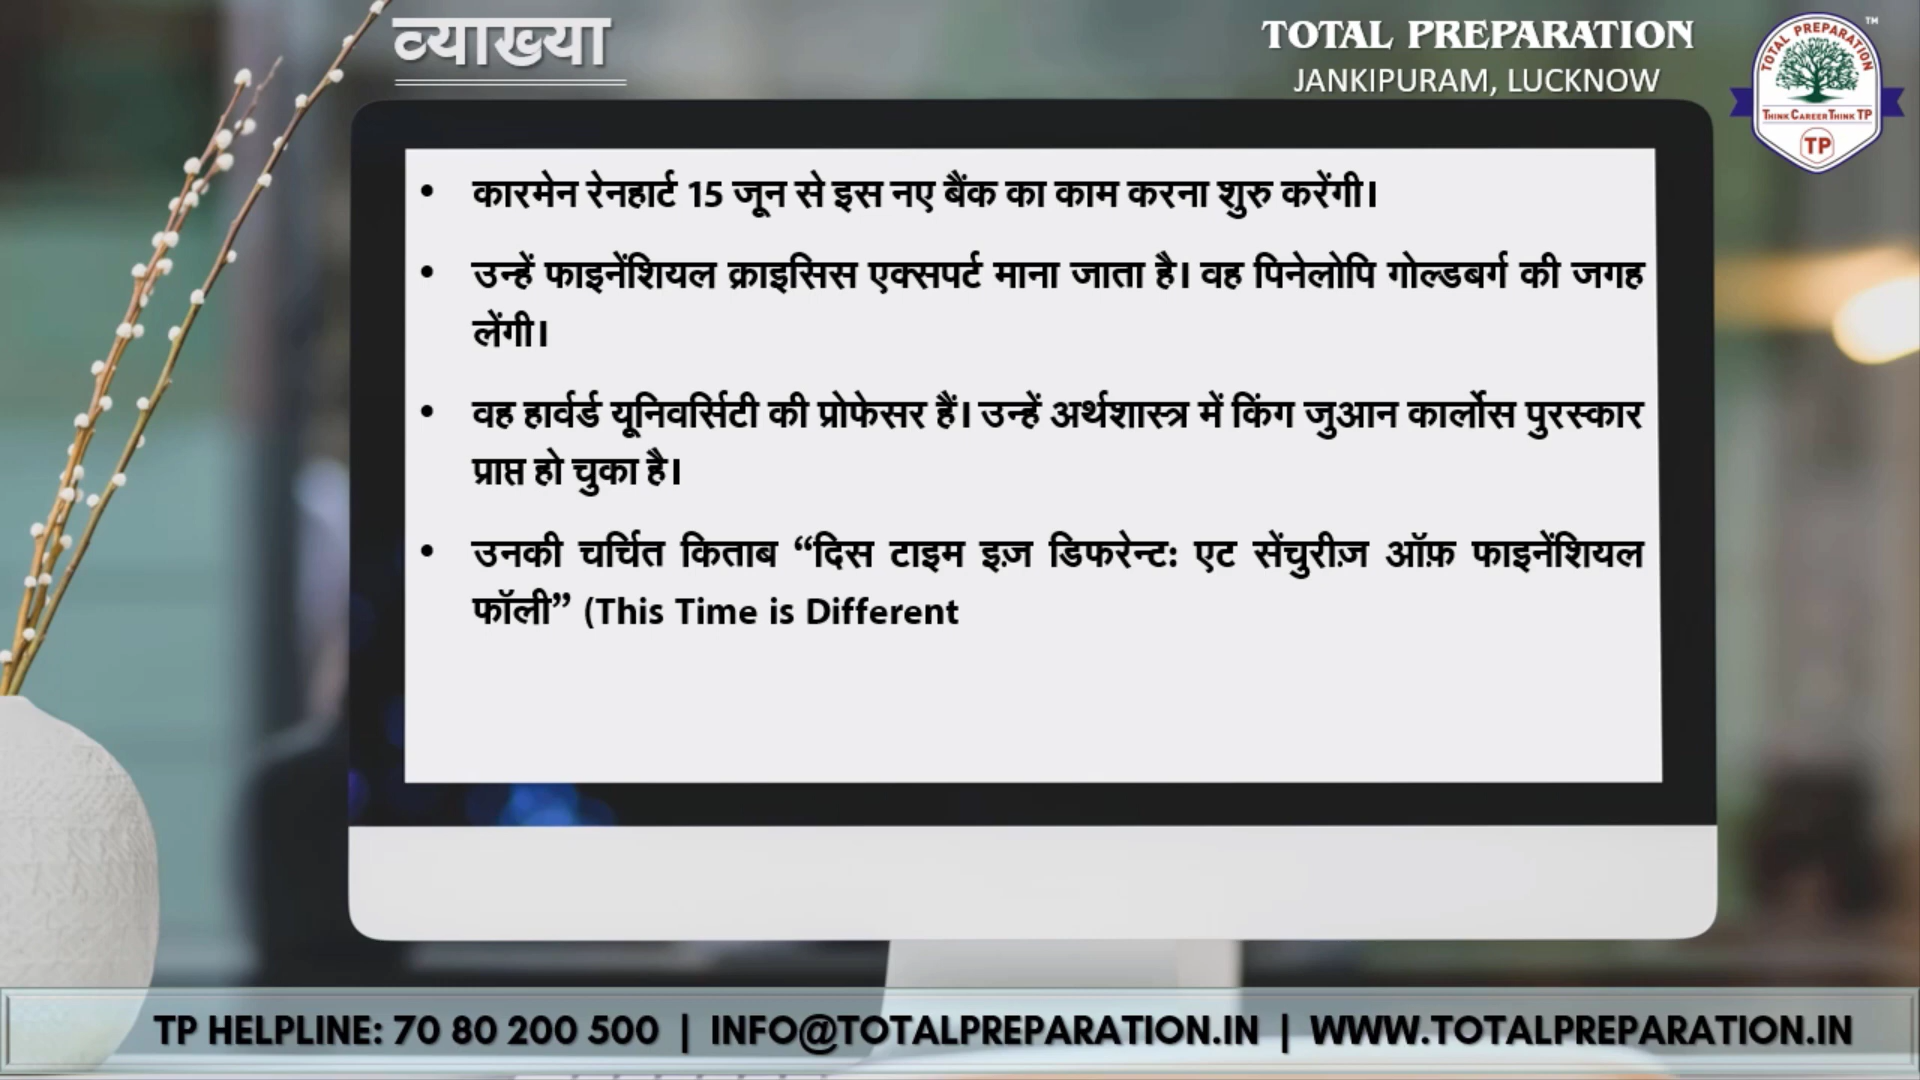 व्याख्या
TOTAL PREPARATION
JANKIPURAM, LUCKNOW
TOTAL PREPARATION
TM
THINK CAREER THINK TP
TP
• कारमेन रेनहार्ट 15 जून से इस नए बैंक का काम करना शुरु करेंगी।
• उन्हें फाइनेंशियल क्राइसिस एक्सपर्ट माना जाता है। वह पिनेलोपि गोल्डबर्ग की जगह
लेंगी।
• वह हार्वर्ड यूनिवर्सिटी की प्रोफेसर हैं। उन्हें अर्थशास्त्र में किंग जुआन कार्लोस पुरस्कार
प्राप्त हो चुका है।
• उनकी चर्चित किताब “दिस टाइम इज़ डिफरेन्ट: एट सेंचुरीज़ ऑफ़ फाइनेंशियल
फॉली” (This Time is Different
TP HELPLINE: 70 80 200 500 | INFO@TOTALPREPARATION.IN | WWW.TOTALPREPARATION.IN